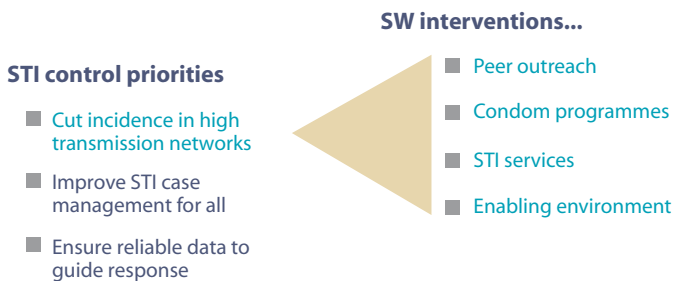 SW interventions...
STI control priorities
Cut incidence in high
transmission networks
Improve STI case
management for all
Ensure reliable data to
guide response
Peer outreach
Condom programmes
STI services
Enabling environment